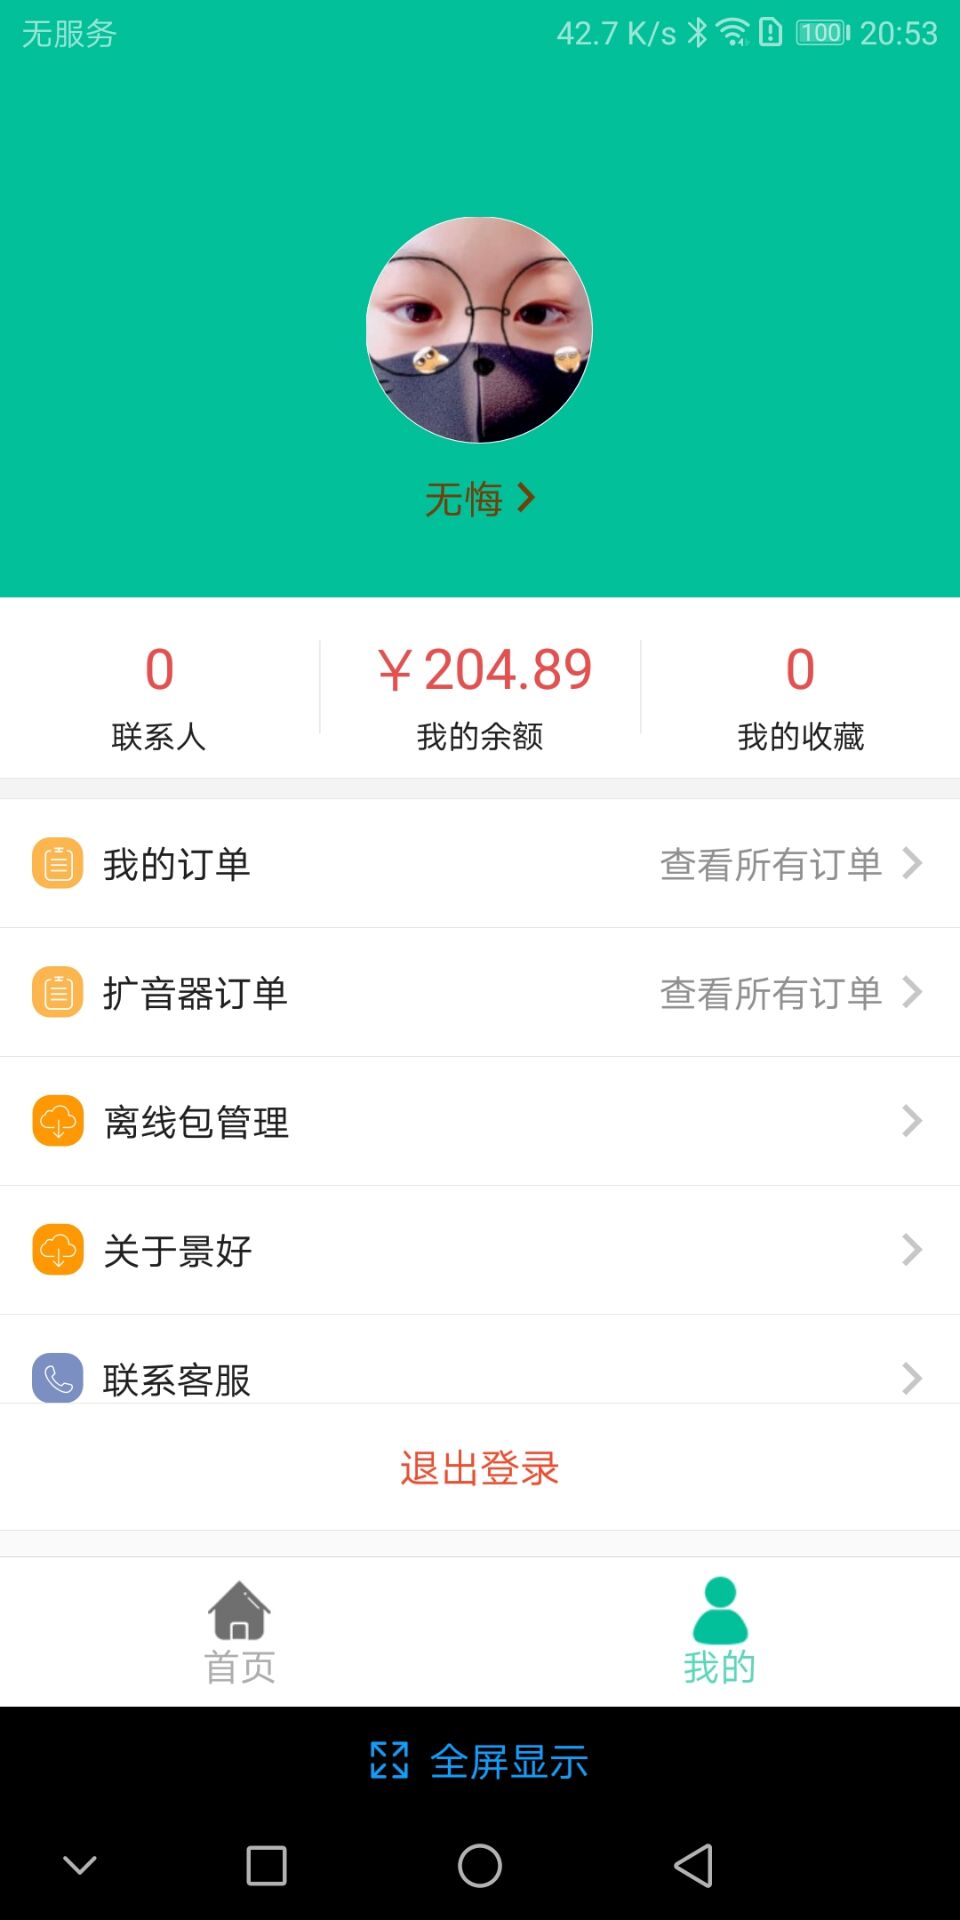 无服务 42.7 K/s 100 20:53
无悔
0 ￥204.89 0
联系人 我的余额 我的收藏
我的订单 查看所有订单
扩音器订单 查看所有订单
离线包管理
关于景好
联系客服
退出登录
首页 我的
全屏显示